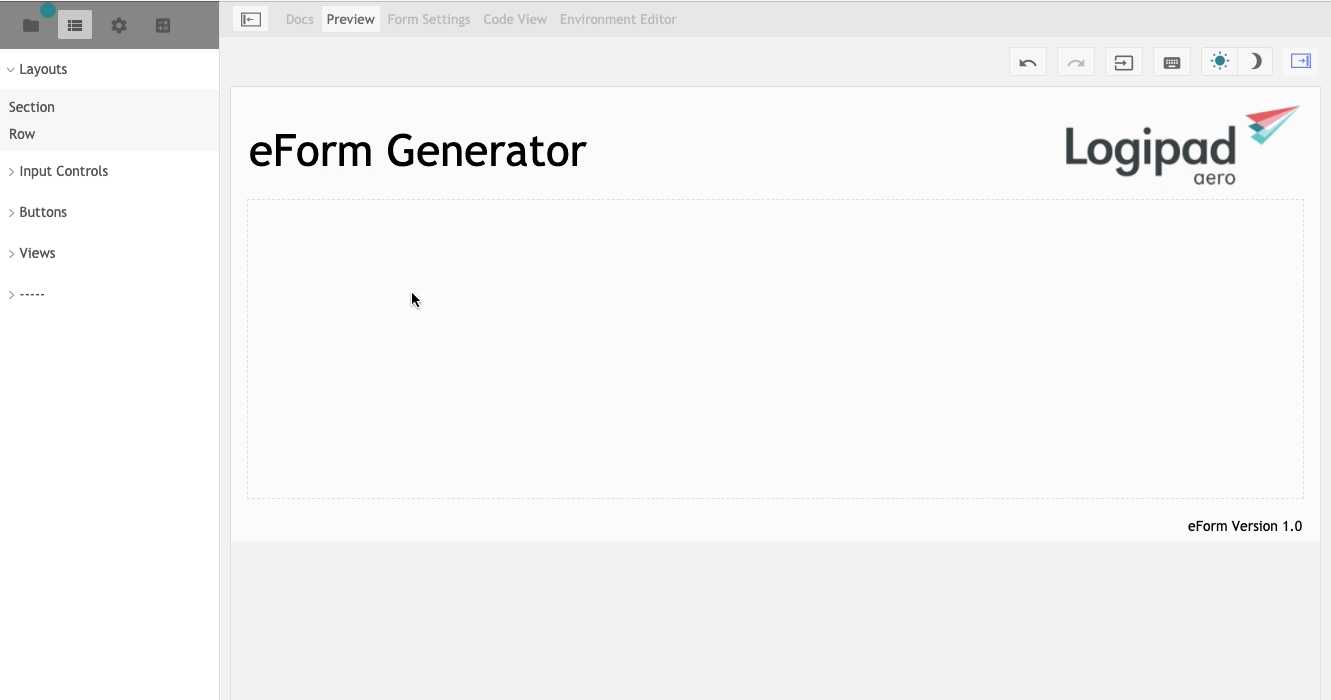 Docs Preview Form Settings Code View Environment Editor
Layouts
Section
Row
Input Controls
Buttons
Views
-----
eForm Generator
Logipad
aero
eForm Version 1.0